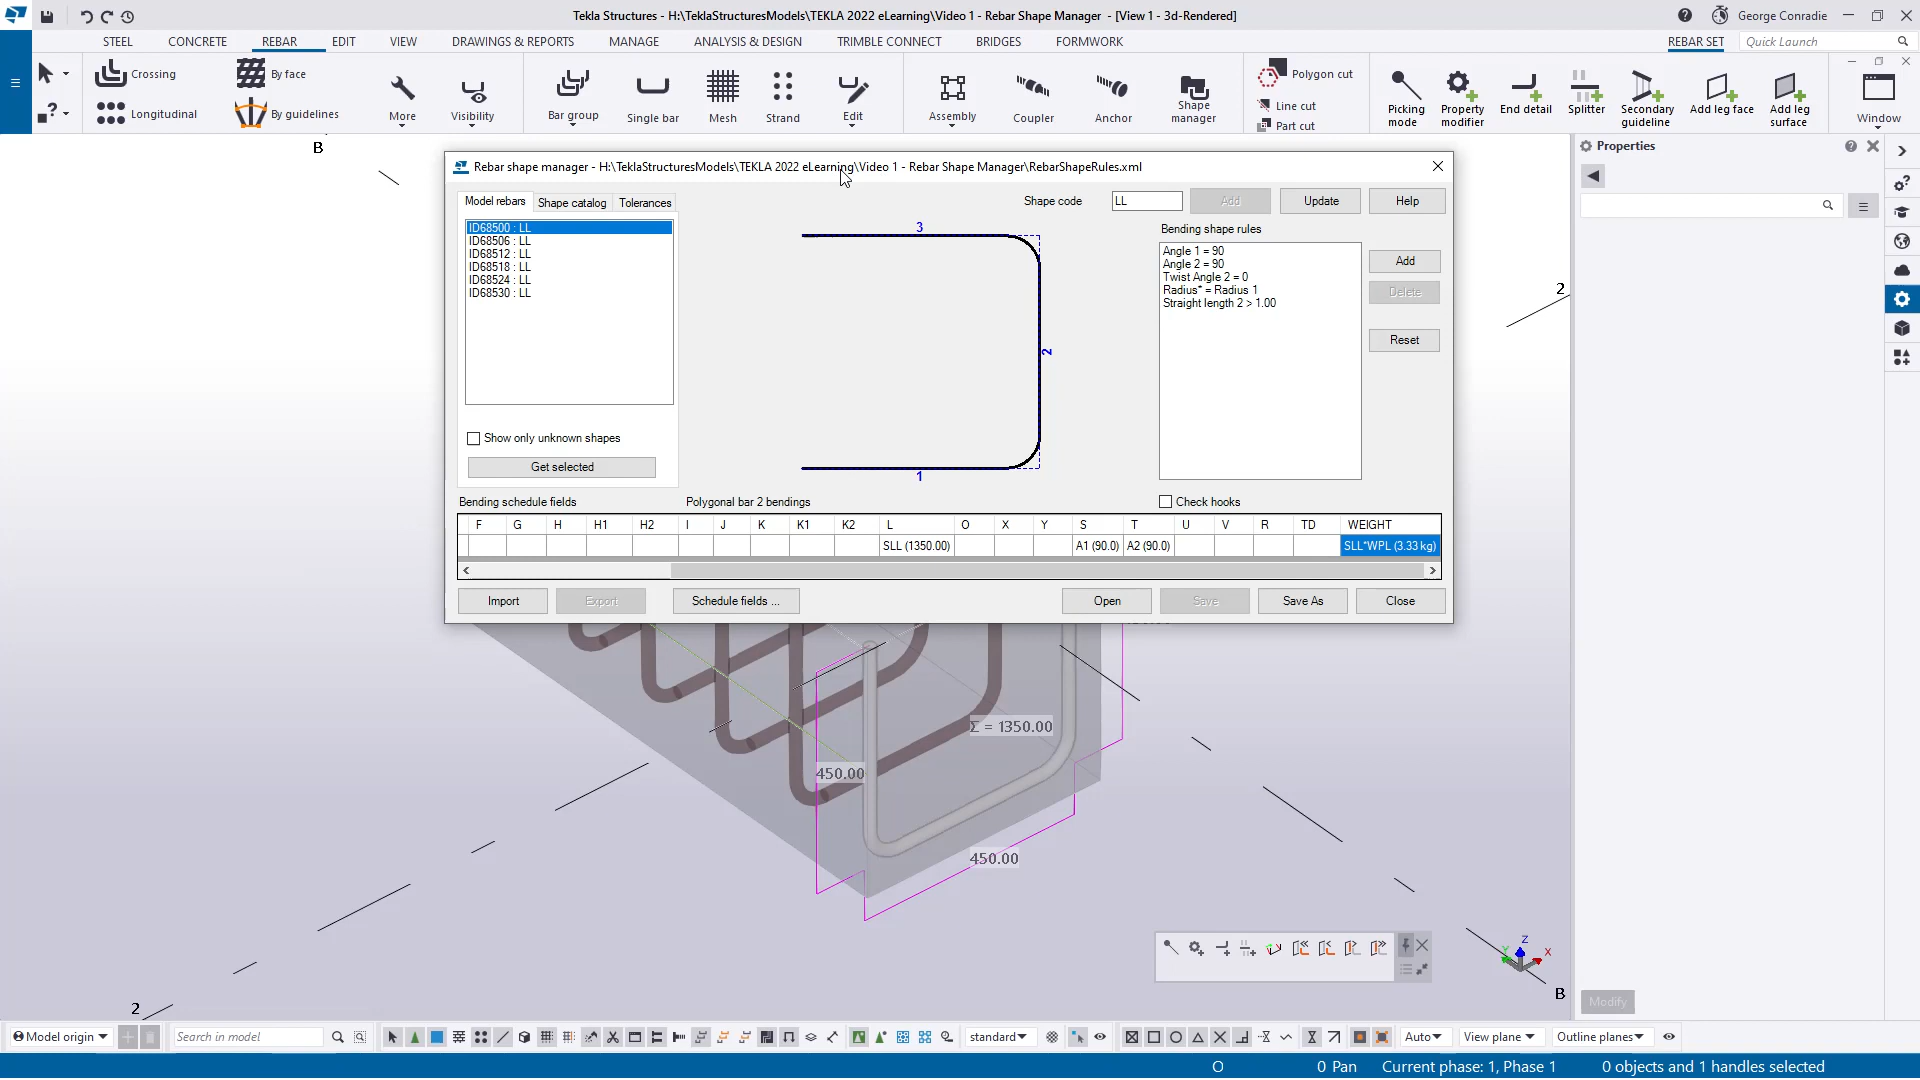 Tekla Structures - H:\TeklaStructuresModels\TEKLA 2022 eLearning\Video 1 - Rebar Shape Manager - [View 1 - 3d-Rendered]
George Conradie
STEEL CONCRETE REBAR EDIT VIEW DRAWINGS & REPORTS MANAGE ANALYSIS & DESIGN TRIMBLE CONNECT BRIDGES FORMWORK REBAR SET Quick Launch
Crossing
By face
Longitudinal
By guidelines
More
Visibility
Bar group
Single bar
Mesh
Strand
Edit
Assembly
Coupler
Anchor
Shape manager
Polygon cut
Line cut
Part cut
Picking mode
Property modifier
End detail
Splitter
Secondary guideline
Add leg face
Add leg surface
Window
B
Properties
Rebar shape manager - H:\TeklaStructuresModels\TEKLA 2022 eLearning\Video 1 - Rebar Shape Manager\RebarShapeRules.xml
Model rebars Shape catalog Tolerances
Shape code LL Add Update Help
ID68500 : LL
ID68506 : LL
ID68512 : LL
ID68518 : LL
ID68524 : LL
ID68530 : LL
3
2
1
Bending shape rules
Angle 1 = 90
Angle 2 = 90
Twist Angle 2 = 0
Radius* = Radius 1
Straight length 2 > 1.00
Add
Delete
Reset
2
Show only unknown shapes
Get selected
Bending schedule fields Polygonal bar 2 bendings Check hooks
F G H H1 H2 I J K K1 K2 L O X Y S T U V R TD WEIGHT
SLL (1350.00) A1 (90.0) A2 (90.0) SLL*WPL (3.33 kg)
Import Export Schedule fields ... Open Save Save As Close
Σ = 1350.00
450.00
450.00
Z
Y
X
B
2
Modify
Model origin Search in model standard Auto View plane Outline planes
O 0 Pan Current phase: 1, Phase 1 0 objects and 1 handles selected